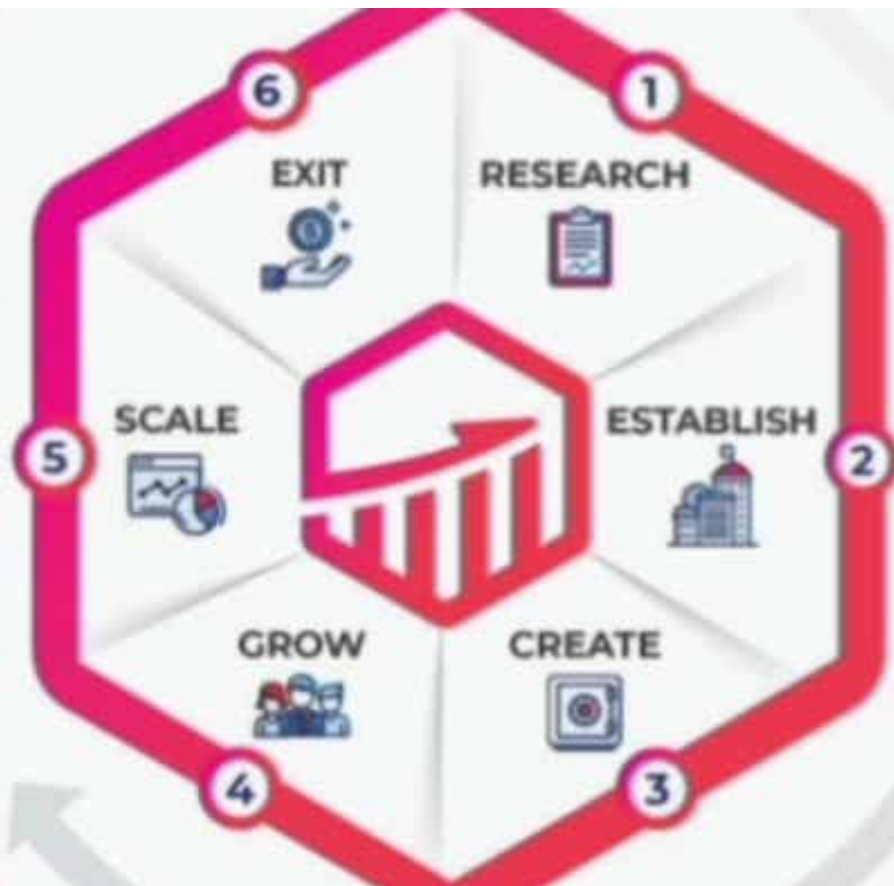 1
RESEARCH
2
ESTABLISH
3
CREATE
4
GROW
5
SCALE
6
EXIT